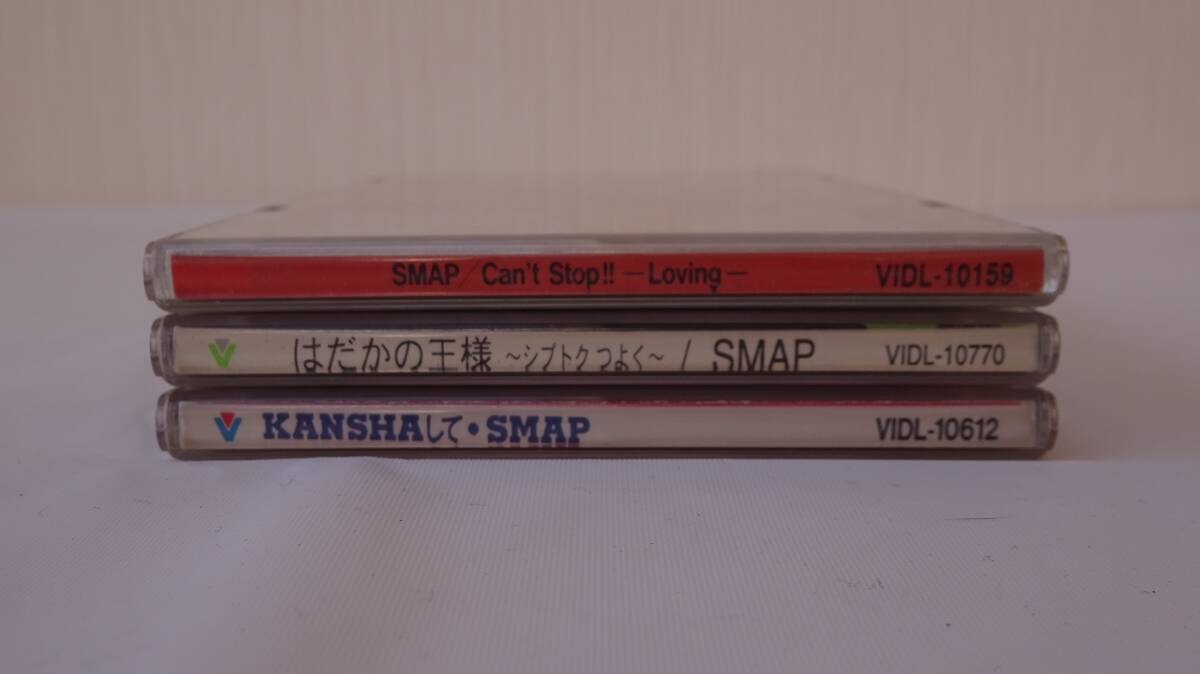 SMAP/Can't Stop!! －Loving－ VIDL-10159
はだかの王様 ～シブトク つよく～ / SMAP VIDL-10770
KANSHAして・SMAP VIDL-10612